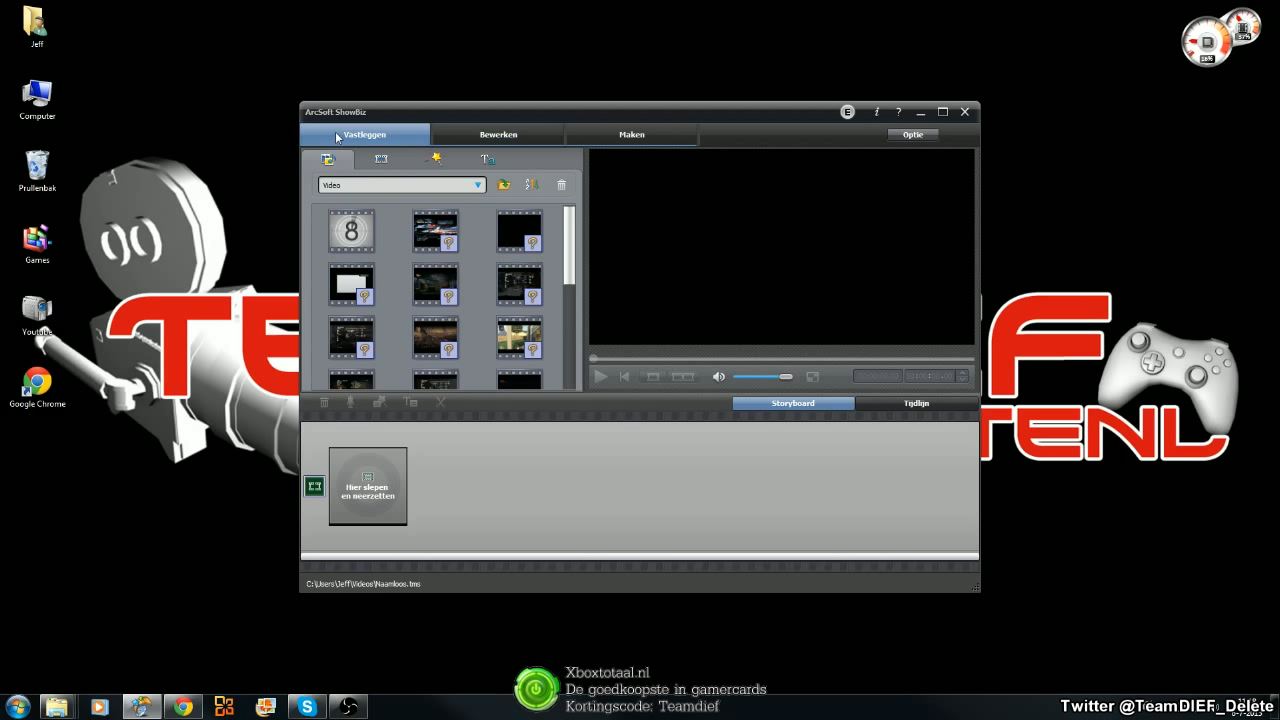 Jeff
Computer
Prullenbak
Games
Youtube
Google Chrome
ArcSoft ShowBiz
E
i
?
Vastleggen
Bewerken
Maken
Optie
Video
8
Storyboard
Tijdlijn
Hier slepen
en neerzetten
C:\Users\Jeff\Videos\Naamloos.tms
Xboxtotaal.nl
De goedkoopste in gamercards
Kortingscode: Teamdief
Twitter @TeamDIEF_Delete